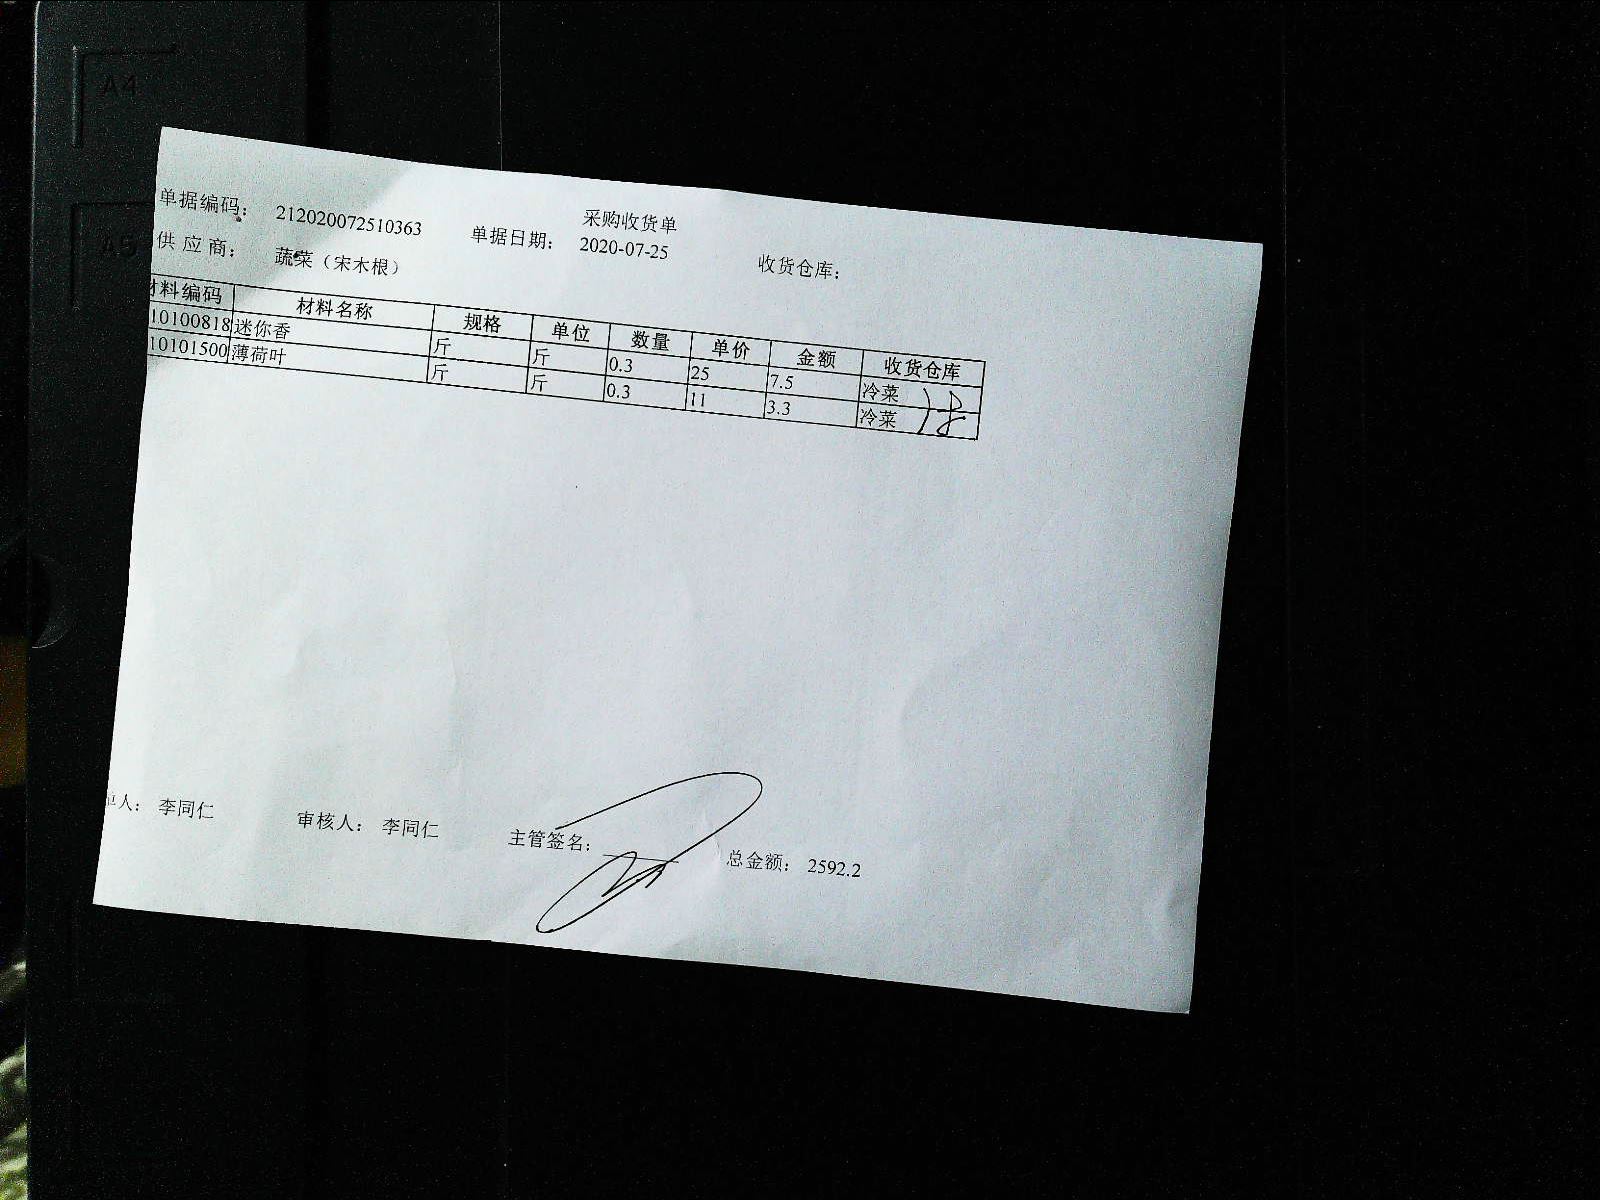 A4
A5
采购收货单
单据编码： 212020072510363 单据日期： 2020-07-25 收货仓库：
供应商： 蔬菜（宋木根）
材料编码 材料名称 规格 单位 数量 单价 金额 收货仓库
10100818 迷你香 斤 斤 0.3 25 7.5 冷菜
10101500 薄荷叶 斤 斤 0.3 11 3.3 冷菜
单人： 李同仁 审核人： 李同仁 主管签名： 总金额： 2592.2